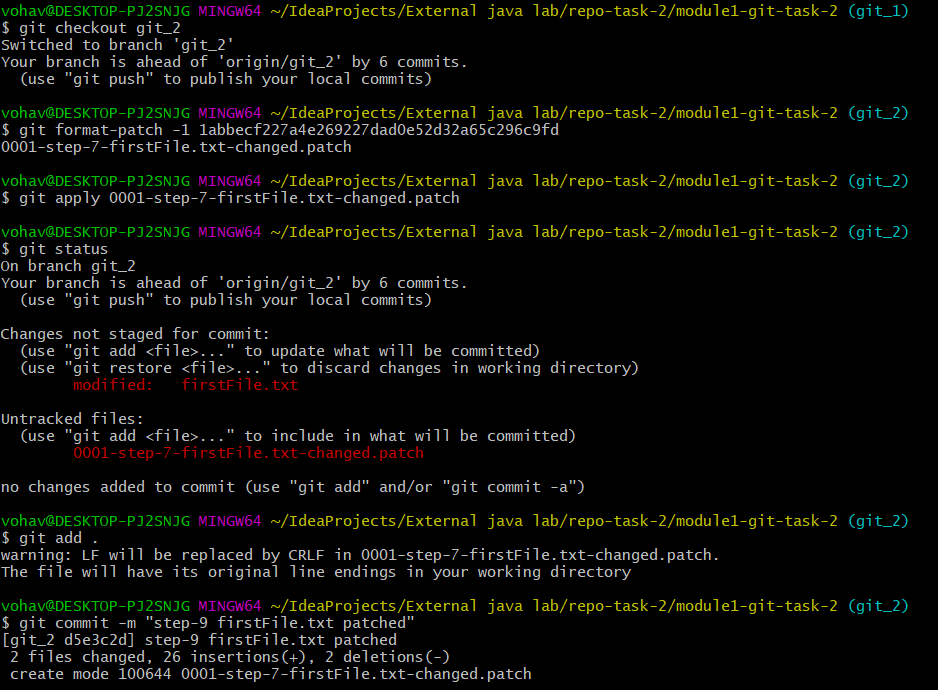 vohav@DESKTOP-PJ2SNJG MINGW64 ~/IdeaProjects/External java lab/repo-task-2/module1-git-task-2 (git_1)
$ git checkout git_2
Switched to branch 'git_2'
Your branch is ahead of 'origin/git_2' by 6 commits.
  (use "git push" to publish your local commits)

vohav@DESKTOP-PJ2SNJG MINGW64 ~/IdeaProjects/External java lab/repo-task-2/module1-git-task-2 (git_2)
$ git format-patch -1 1abbecf227a4e269227dad0e52d32a65c296c9fd
0001-step-7-firstFile.txt-changed.patch

vohav@DESKTOP-PJ2SNJG MINGW64 ~/IdeaProjects/External java lab/repo-task-2/module1-git-task-2 (git_2)
$ git apply 0001-step-7-firstFile.txt-changed.patch

vohav@DESKTOP-PJ2SNJG MINGW64 ~/IdeaProjects/External java lab/repo-task-2/module1-git-task-2 (git_2)
$ git status
On branch git_2
Your branch is ahead of 'origin/git_2' by 6 commits.
  (use "git push" to publish your local commits)

Changes not staged for commit:
  (use "git add <file>..." to update what will be committed)
  (use "git restore <file>..." to discard changes in working directory)
        modified:   firstFile.txt

Untracked files:
  (use "git add <file>..." to include in what will be committed)
        0001-step-7-firstFile.txt-changed.patch

no changes added to commit (use "git add" and/or "git commit -a")

vohav@DESKTOP-PJ2SNJG MINGW64 ~/IdeaProjects/External java lab/repo-task-2/module1-git-task-2 (git_2)
$ git add .
warning: LF will be replaced by CRLF in 0001-step-7-firstFile.txt-changed.patch.
The file will have its original line endings in your working directory

vohav@DESKTOP-PJ2SNJG MINGW64 ~/IdeaProjects/External java lab/repo-task-2/module1-git-task-2 (git_2)
$ git commit -m "step-9 firstFile.txt patched"
[git_2 d5e3c2d] step-9 firstFile.txt patched
 2 files changed, 26 insertions(+), 2 deletions(-)
 create mode 100644 0001-step-7-firstFile.txt-changed.patch